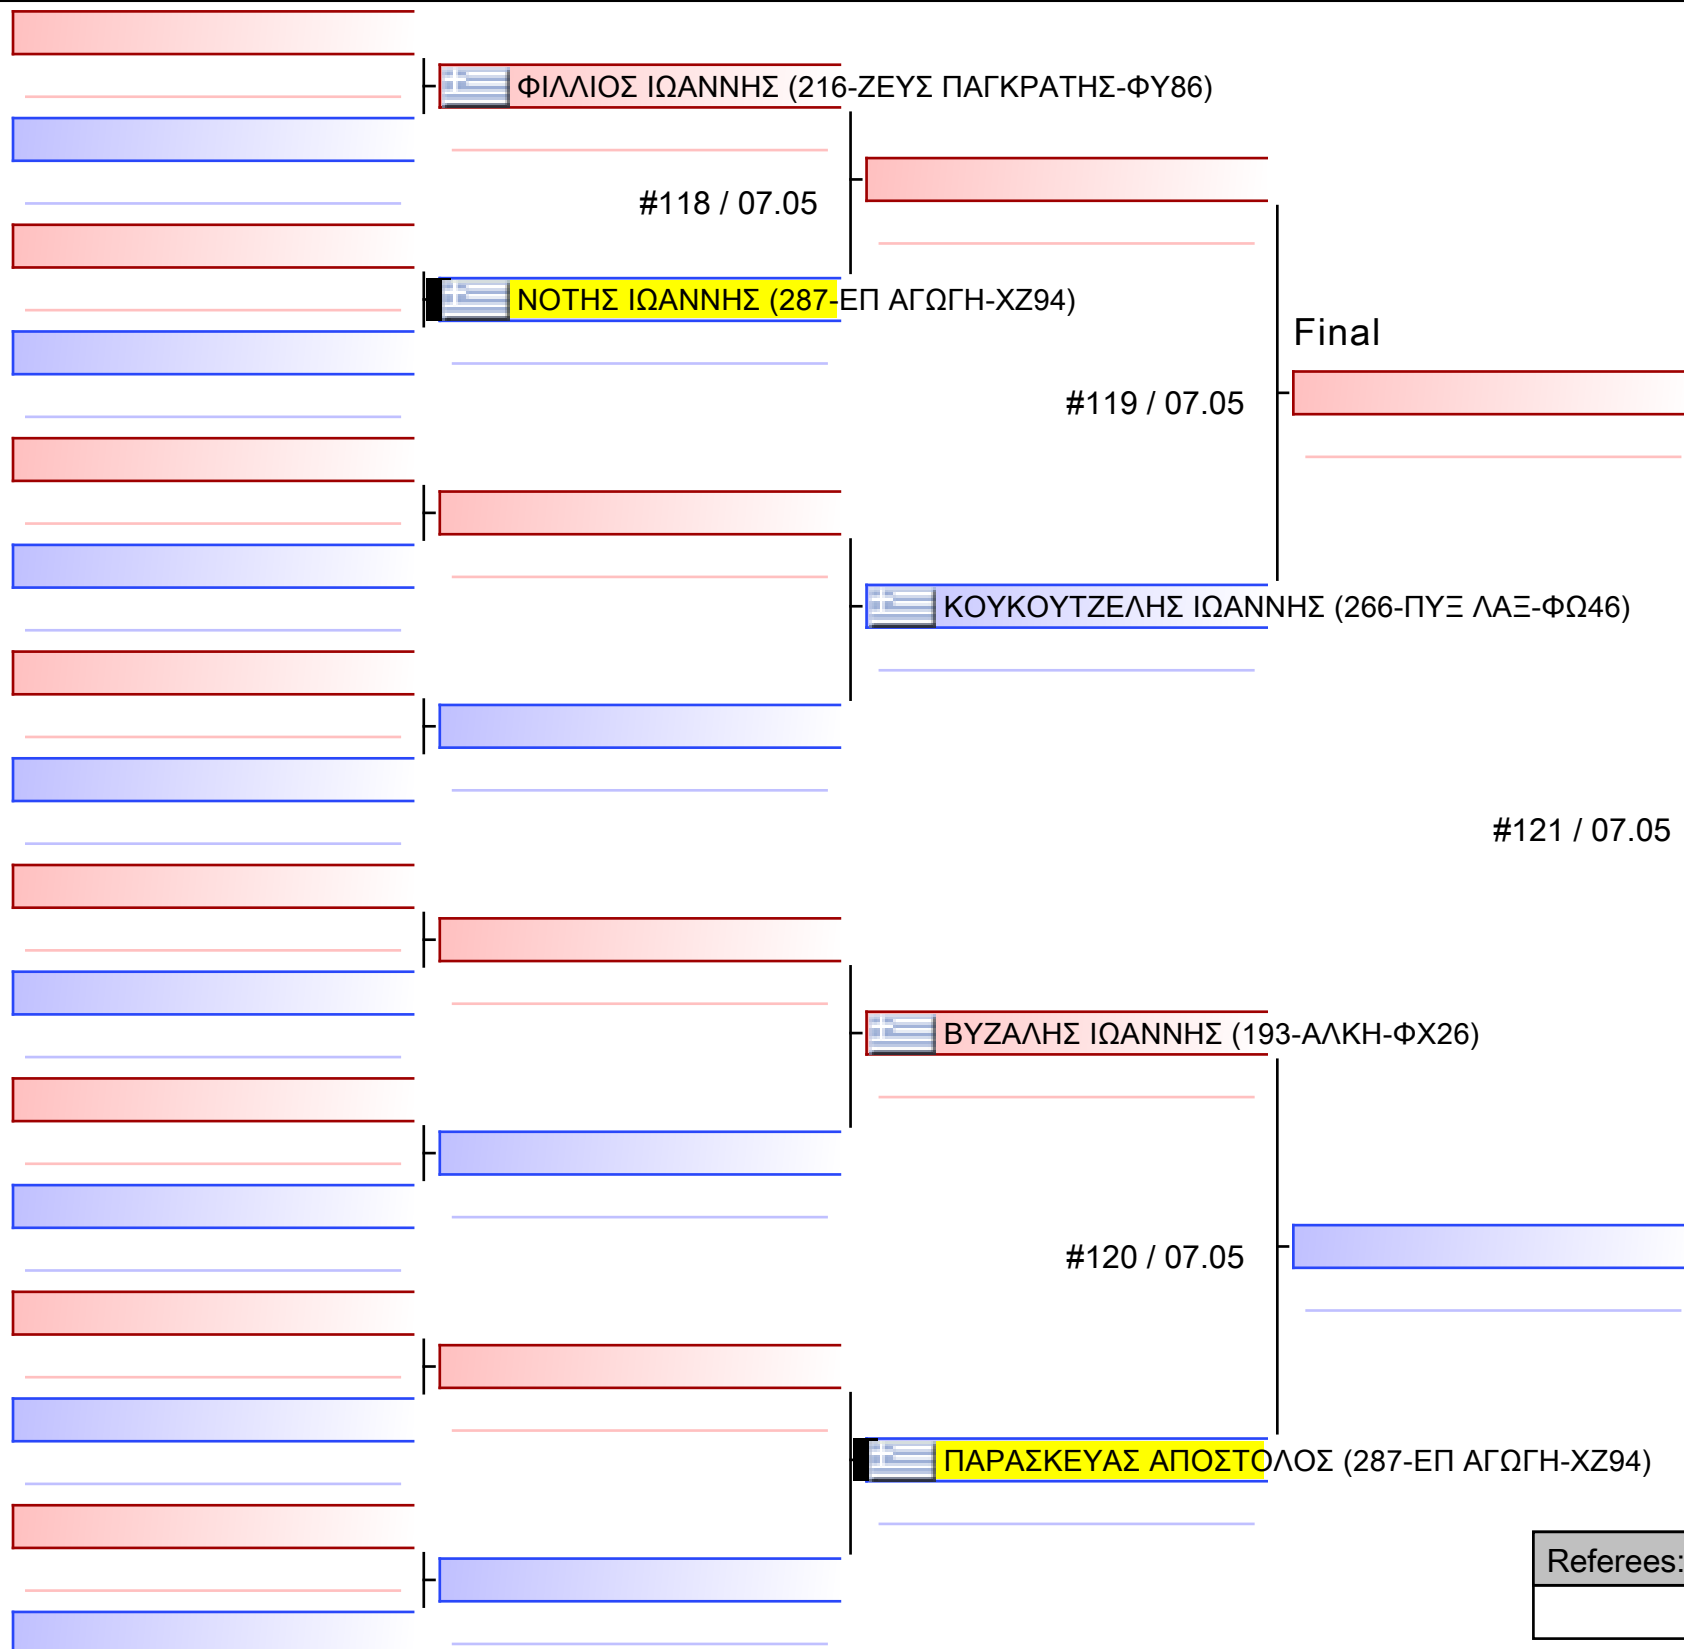 ΦΙΛΛΙΟΣ ΙΩΑΝΝΗΣ (216-ΖΕΥΣ ΠΑΓΚΡΑΤΗΣ-ΦΥ86)
#118 / 07.05
ΝΟΤΗΣ ΙΩΑΝΝΗΣ (287-ΕΠ ΑΓΩΓΗ-ΧΖ94)
Final
#119 / 07.05
ΚΟΥΚΟΥΤΖΕΛΗΣ ΙΩΑΝΝΗΣ (266-ΠΥΞ ΛΑΞ-ΦΩ46)
#121 / 07.05
ΒΥΖΑΛΗΣ ΙΩΑΝΝΗΣ (193-ΑΛΚΗ-ΦΧ26)
#120 / 07.05
ΠΑΡΑΣΚΕΥΑΣ ΑΠΟΣΤΟΛΟΣ (287-ΕΠ ΑΓΩΓΗ-ΧΖ94)
Referees: